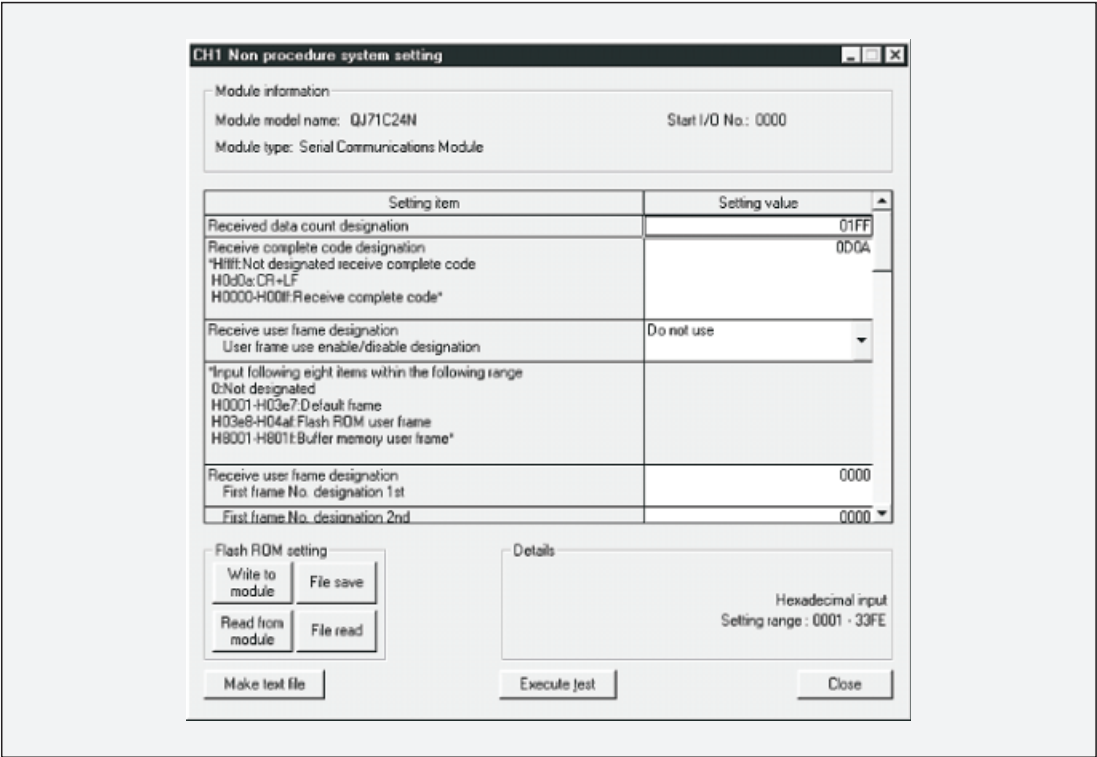 CH1 Non procedure system setting
Module information
Module model name: QJ71C24N
Start I/O No.: 0000
Module type: Serial Communications Module
Setting item
Setting value
Received data count designation
01FF
Receive complete code designation
0D0A
*Hffff:Not designated receive complete code
H0d0a:CR+LF
H0000-H00ff:Receive complete code*
Receive user frame designation
Do not use
User frame use enable/disable designation
*Input following eight items within the following range
0:Not designated
H0001-H03e7:Default frame
H03e8-H04af:Flash ROM user frame
H8001-H801f:Buffer memory user frame*
Receive user frame designation
0000
First frame No. designation 1st
First frame No. designation 2nd
0000
Flash ROM setting
Write to
module
File save
Read from
module
File read
Details
Hexadecimal input
Setting range : 0001 - 33FE
Make text file
Execute test
Close